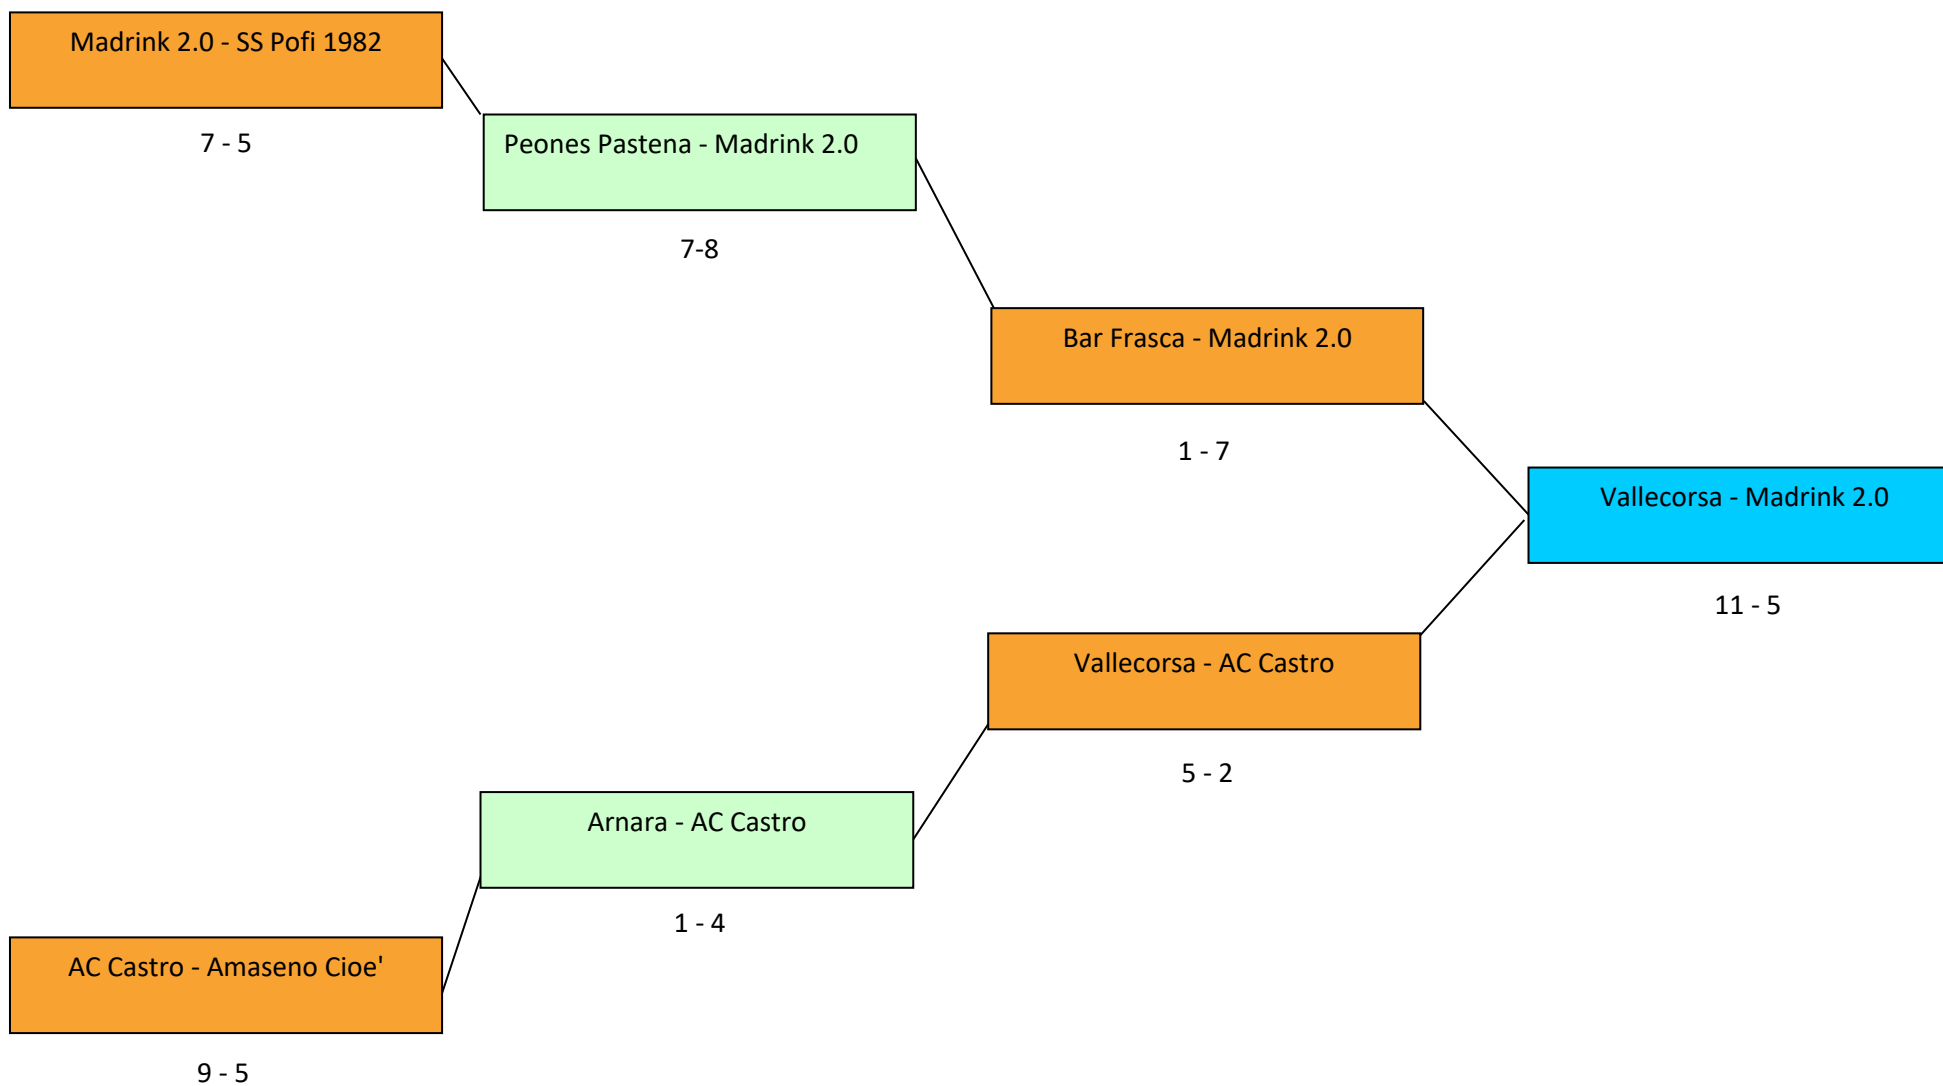 Madrink 2.0 - SS Pofi 1982
7 - 5
Peones Pastena - Madrink 2.0
7-8
Bar Frasca - Madrink 2.0
1 - 7
Vallecorsa - Madrink 2.0
11 - 5
Vallecorsa - AC Castro
5 - 2
Arnara - AC Castro
1 - 4
AC Castro - Amaseno Cioe'
9 - 5